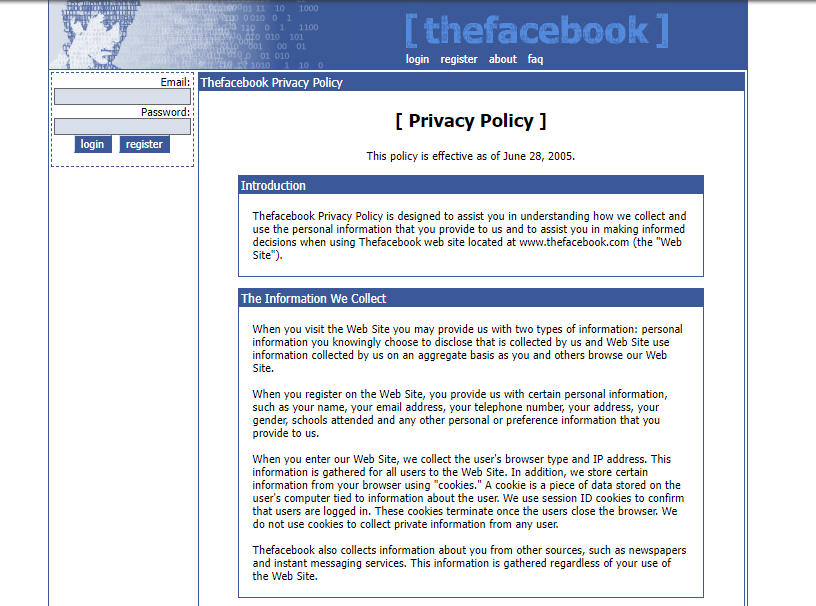 [ thefacebook ]
login register about faq
Email:
Password:
login register
Thefacebook Privacy Policy
[ Privacy Policy ]
This policy is effective as of June 28, 2005.
Introduction
Thefacebook Privacy Policy is designed to assist you in understanding how we collect and
use the personal information that you provide to us and to assist you in making informed
decisions when using Thefacebook web site located at www.thefacebook.com (the "Web
Site").
The Information We Collect
When you visit the Web Site you may provide us with two types of information: personal
information you knowingly choose to disclose that is collected by us and Web Site use
information collected by us on an aggregate basis as you and others browse our Web
Site.
When you register on the Web Site, you provide us with certain personal information,
such as your name, your email address, your telephone number, your address, your
gender, schools attended and any other personal or preference information that you
provide to us.
When you enter our Web Site, we collect the user's browser type and IP address. This
information is gathered for all users to the Web Site. In addition, we store certain
information from your browser using "cookies." A cookie is a piece of data stored on the
user's computer tied to information about the user. We use session ID cookies to confirm
that users are logged in. These cookies terminate once the users close the browser. We
do not use cookies to collect private information from any user.
Thefacebook also collects information about you from other sources, such as newspapers
and instant messaging services. This information is gathered regardless of your use of
the Web Site.